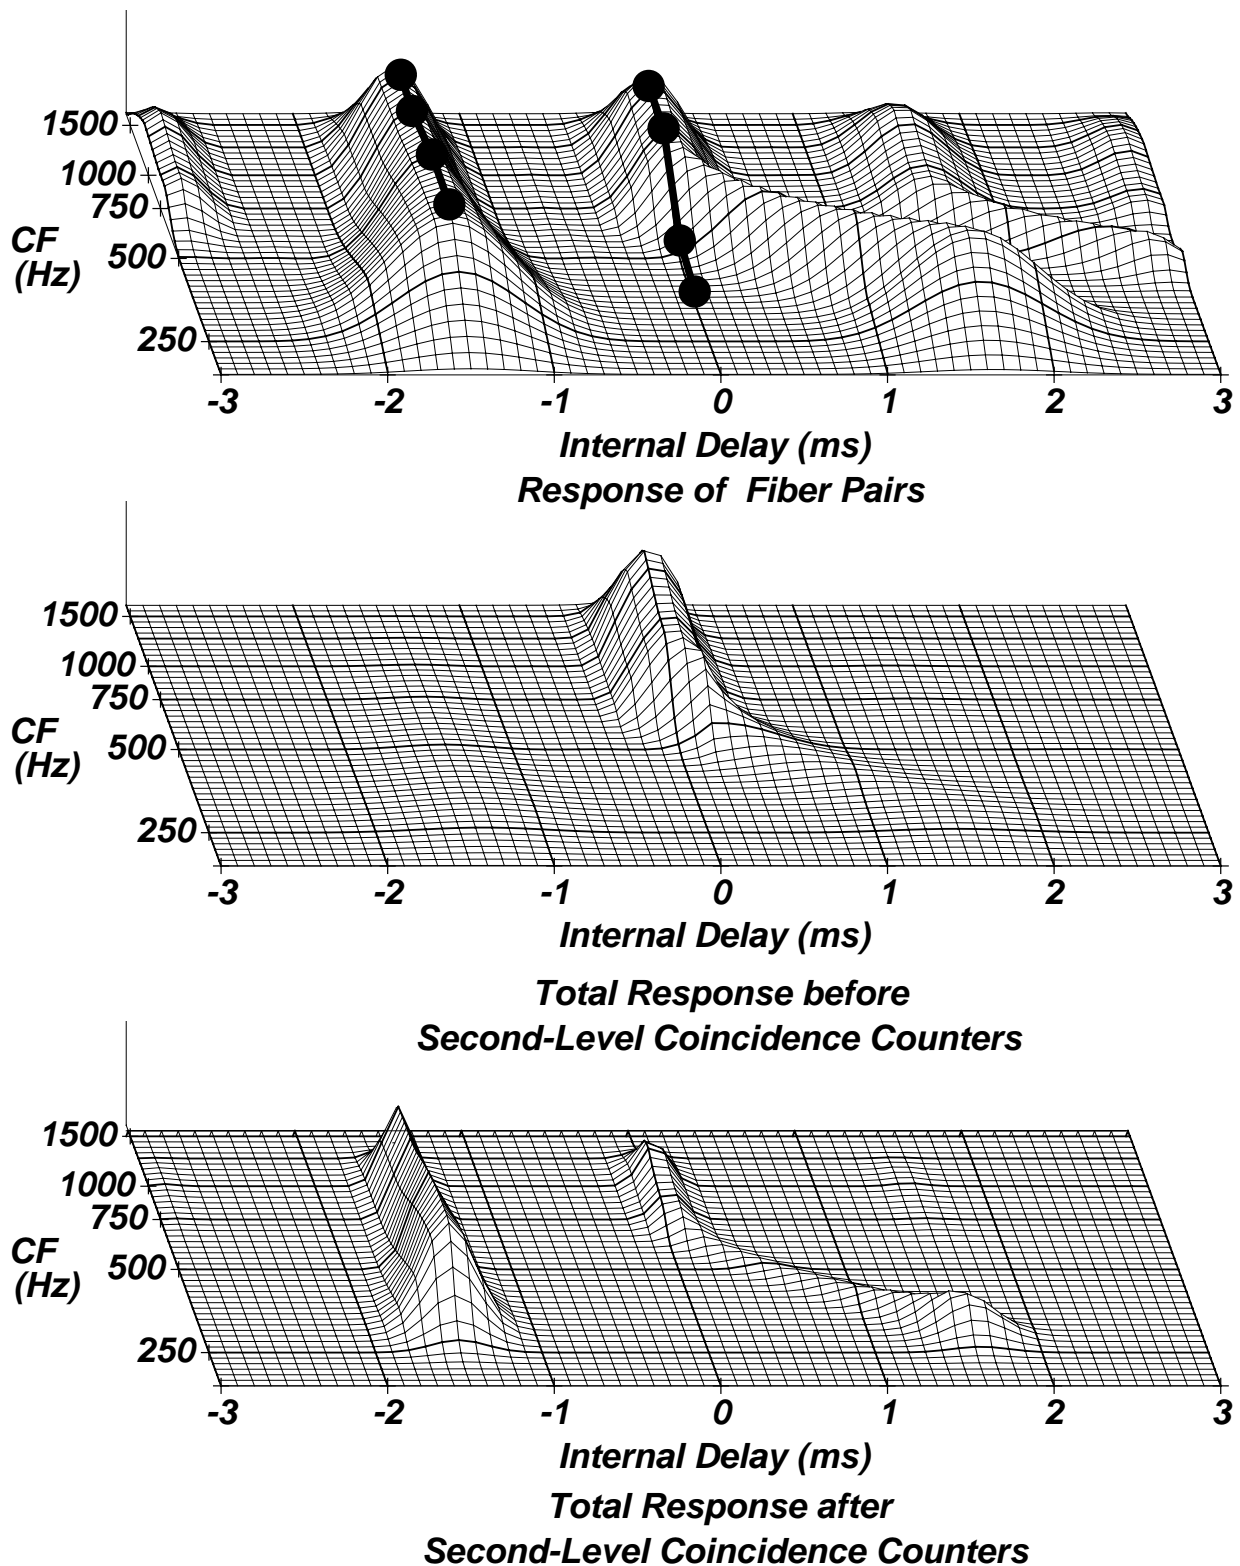 1500
1000
750
CF
(Hz)
500
250
-3 -2 -1 0 1 2 3
Internal Delay (ms)
Response of Fiber Pairs
1500
1000
750
CF
(Hz)
500
250
-3 -2 -1 0 1 2 3
Internal Delay (ms)
Total Response before
Second-Level Coincidence Counters
1500
1000
750
CF
(Hz)
500
250
-3 -2 -1 0 1 2 3
Internal Delay (ms)
Total Response after
Second-Level Coincidence Counters